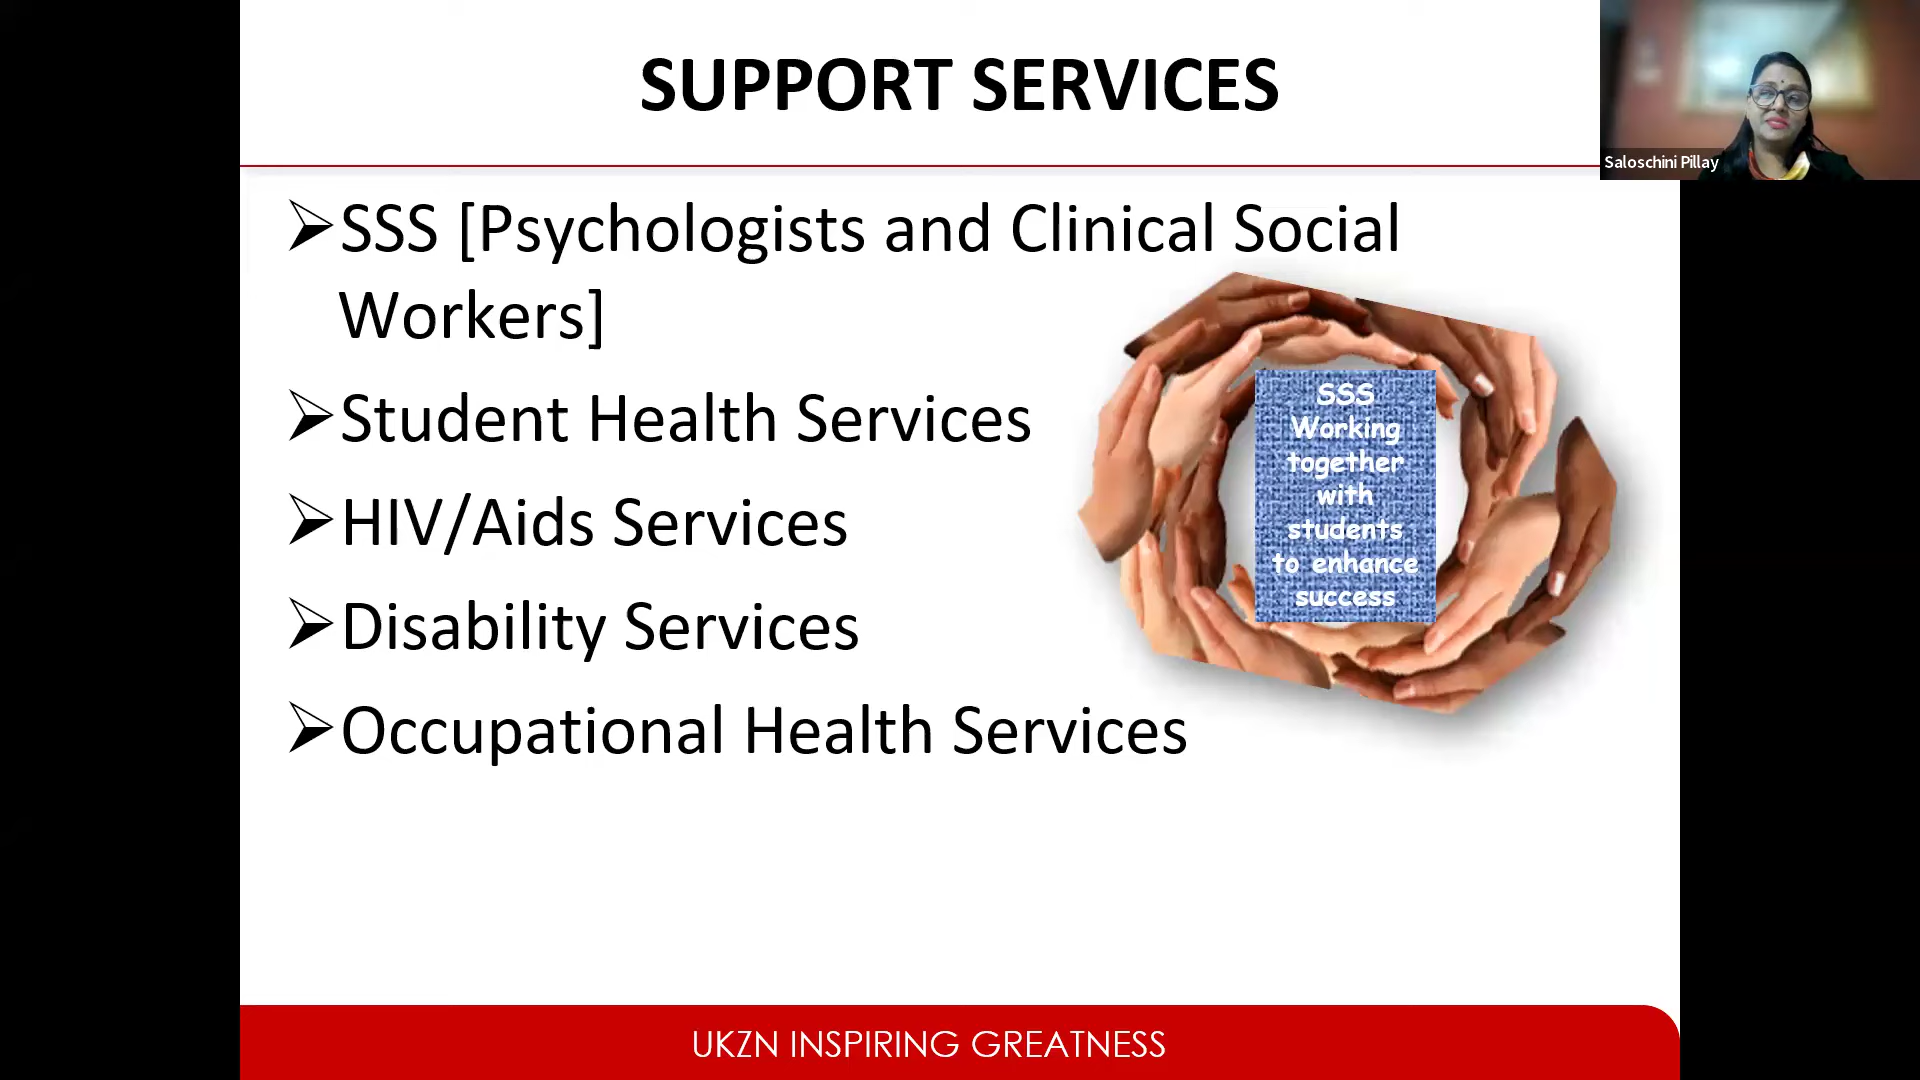 SUPPORT SERVICES
Saloschini Pillay
➢SSS [Psychologists and Clinical Social
Workers]
➢Student Health Services
➢HIV/Aids Services
➢Disability Services
➢Occupational Health Services
SSS
Working
together
with
students
to enhance
success
UKZN INSPIRING GREATNESS